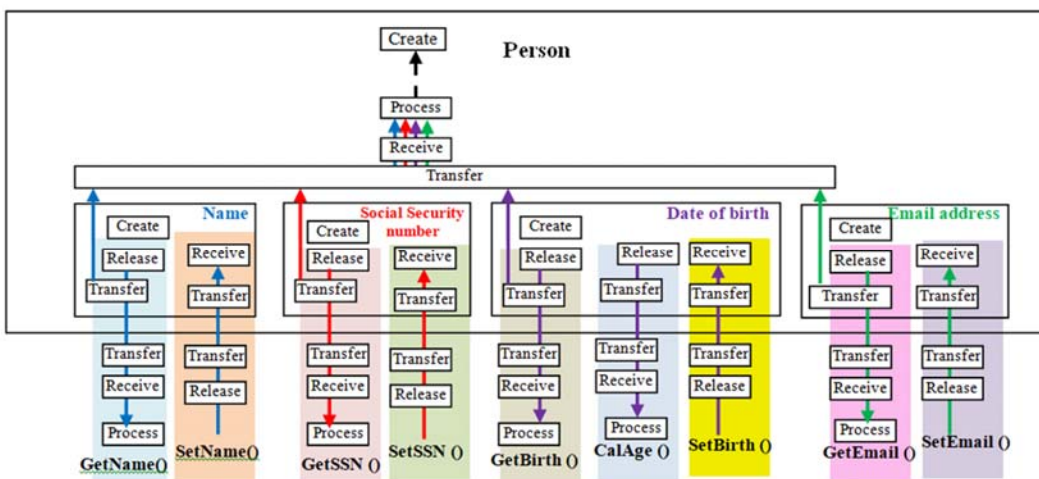 Create
Person
Process
Receive
Transfer
Name
Create
Release
Receive
Transfer
Transfer
Transfer
Transfer
Receive
Release
Process
GetName()
SetName()
Social Security
number
Create
Release
Receive
Transfer
Transfer
Transfer
Transfer
Receive
Release
Process
GetSSN ()
SetSSN ()
Date of birth
Create
Release
Release
Receive
Transfer
Transfer
Transfer
Transfer
Transfer
Transfer
Receive
Receive
Release
Process
Process
GetBirth ()
CalAge ()
SetBirth ()
Email address
Create
Release
Receive
Transfer
Transfer
Transfer
Transfer
Receive
Release
Process
GetEmail ()
SetEmail ()